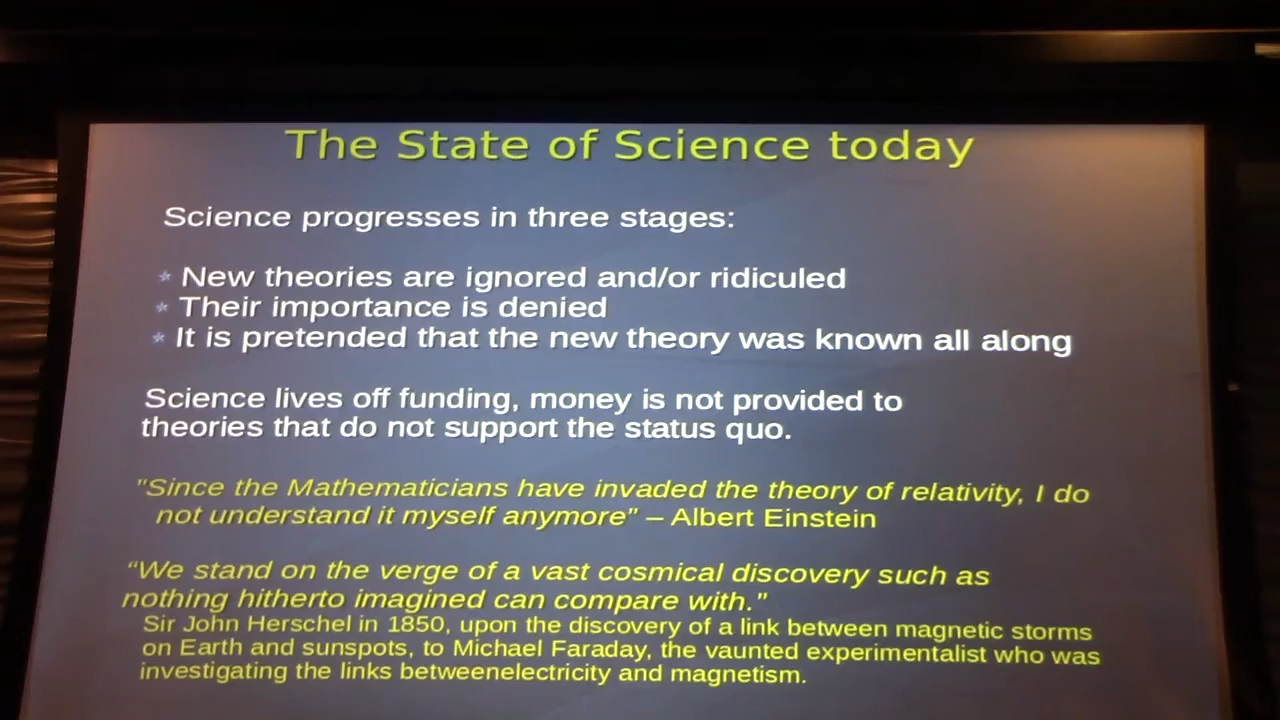 The State of Science today
Science progresses in three stages:
* New theories are ignored and/or ridiculed
* Their importance is denied
* It is pretended that the new theory was known all along
Science lives off funding, money is not provided to
theories that do not support the status quo.
"Since the Mathematicians have invaded the theory of relativity, I do
not understand it myself anymore” – Albert Einstein
“We stand on the verge of a vast cosmical discovery such as
nothing hitherto imagined can compare with."
Sir John Herschel in 1850, upon the discovery of a link between magnetic storms
on Earth and sunspots, to Michael Faraday, the vaunted experimentalist who was
investigating the links betweenelectricity and magnetism.